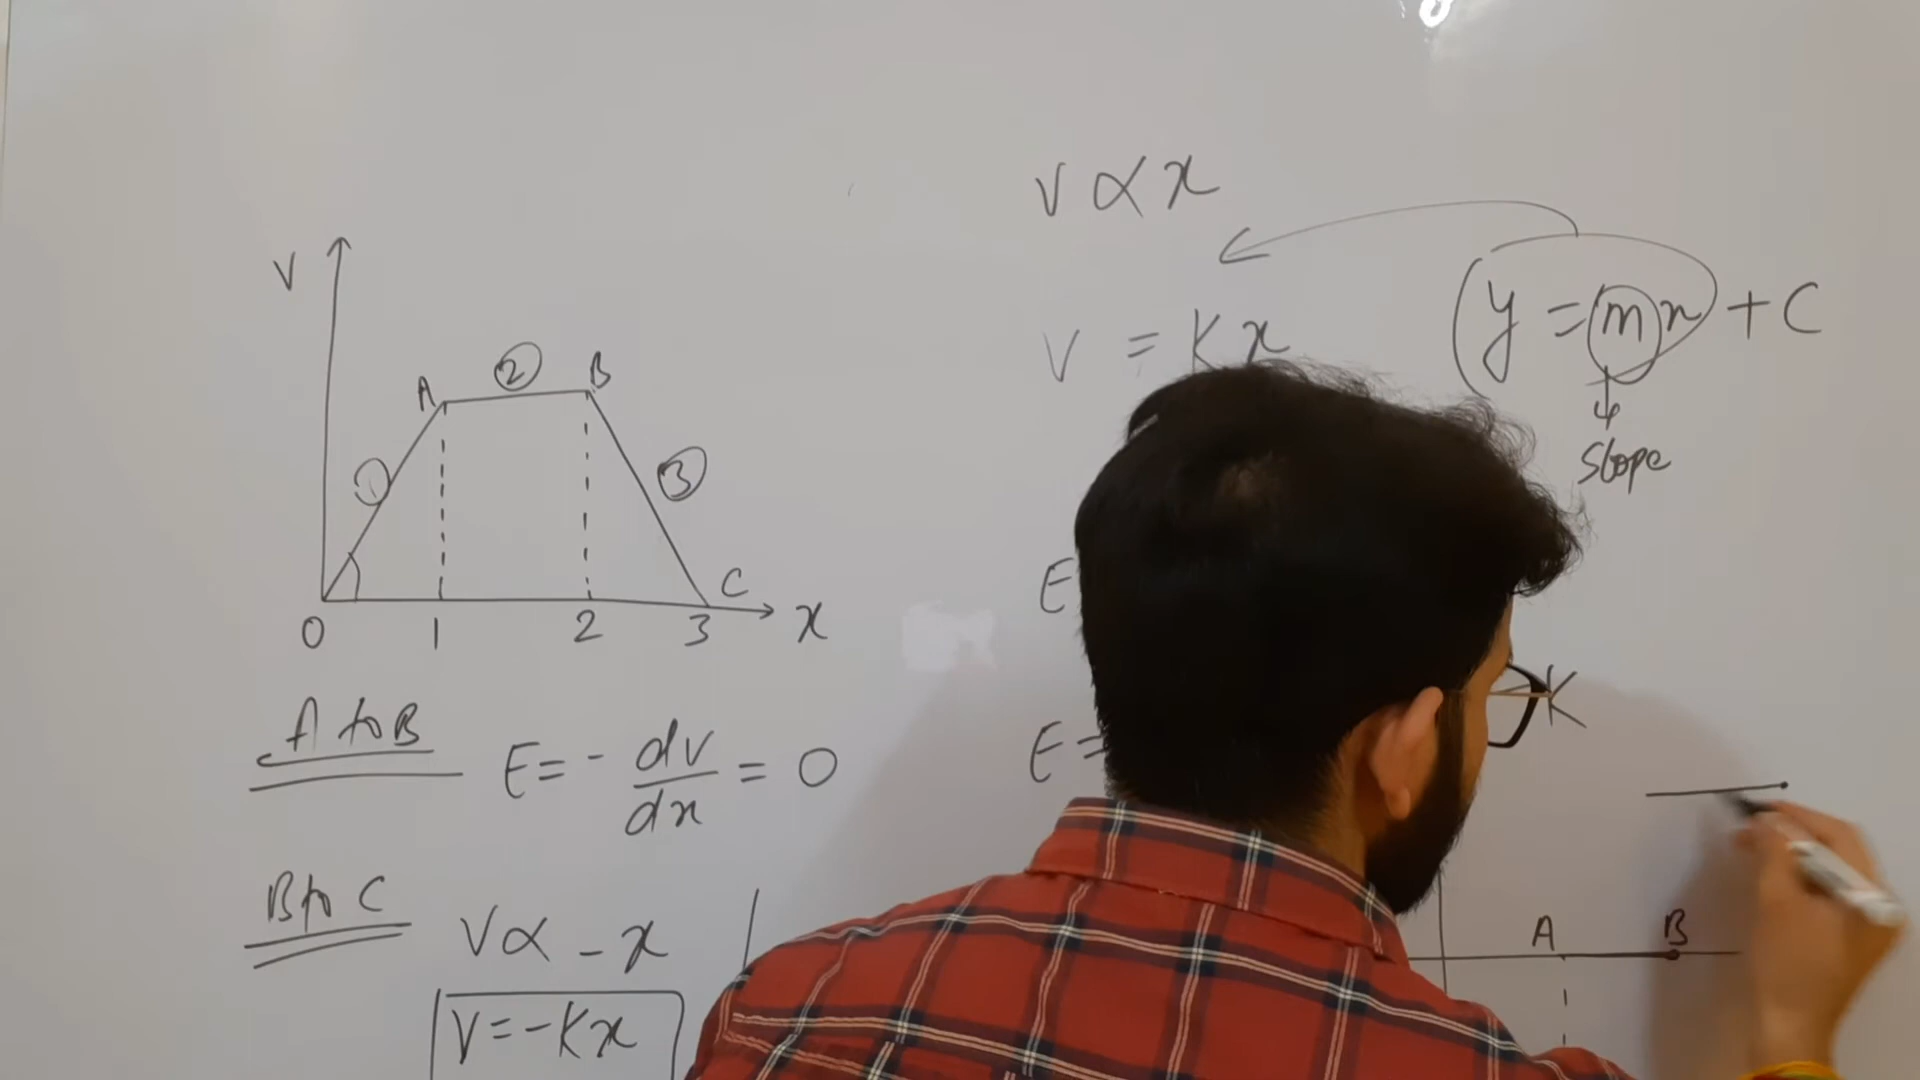 V
A ② B
① ③
C
0 1 2 3 x
A to B
E = - dv/dx = 0
B to C
V ∝ - x
V = -Kx
V ∝ x
V = Kx
y = mx + C
slope
E
K
E =
A B